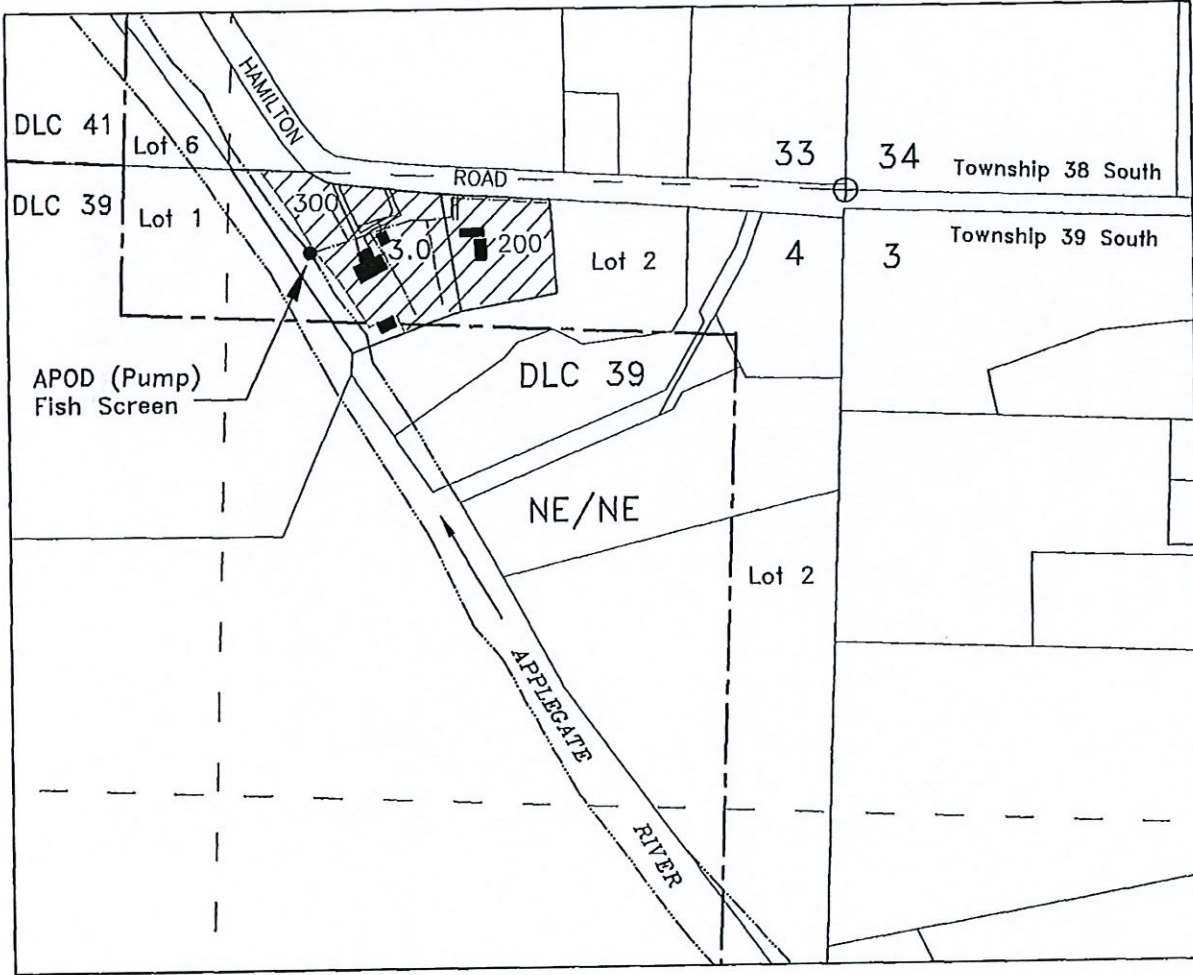 HAMILTON
DLC 41
Lot 6
33
34
Township 38 South
ROAD
DLC 39
Lot 1
300
3.0
200
Lot 2
4
3
Township 39 South
APOD (Pump)
Fish Screen
DLC 39
NE/NE
Lot 2
APPLEGATE
RIVER